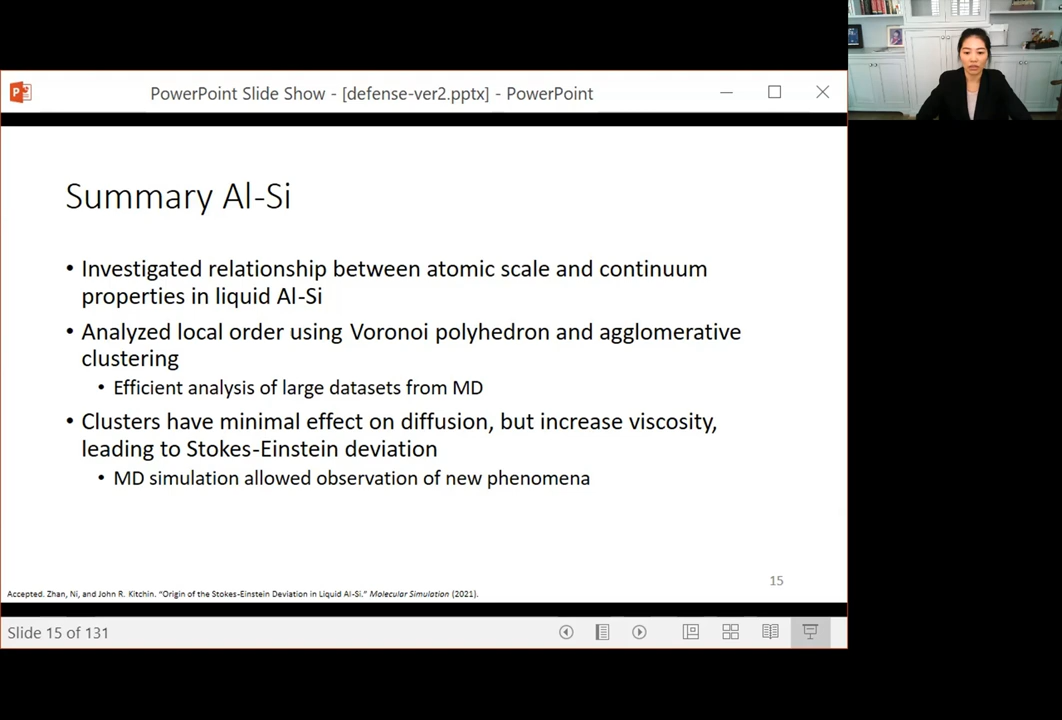 PowerPoint Slide Show - [defense-ver2.pptx] - PowerPoint
Summary Al-Si
• Investigated relationship between atomic scale and continuum
properties in liquid Al-Si
• Analyzed local order using Voronoi polyhedron and agglomerative
clustering
• Efficient analysis of large datasets from MD
• Clusters have minimal effect on diffusion, but increase viscosity,
leading to Stokes-Einstein deviation
• MD simulation allowed observation of new phenomena
15
Accepted. Zhan, Ni, and John R. Kitchin. “Origin of the Stokes-Einstein Deviation in Liquid Al-Si.” Molecular Simulation (2021).
Slide 15 of 131